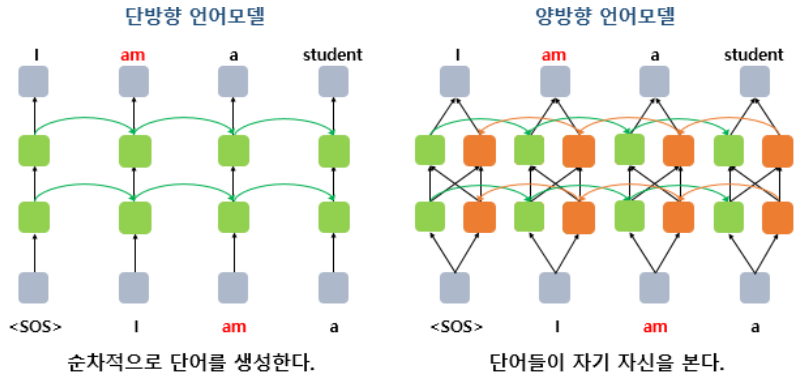 단방향 언어모델
양방향 언어모델
I am a student
I am a student
<SOS> I am a
<SOS> I am a
순차적으로 단어를 생성한다.
단어들이 자기 자신을 본다.